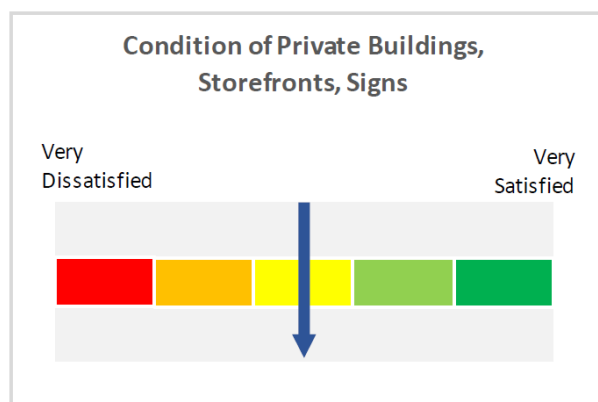 Condition of Private Buildings,
Storefronts, Signs
Very
Dissatisfied
Very
Satisfied